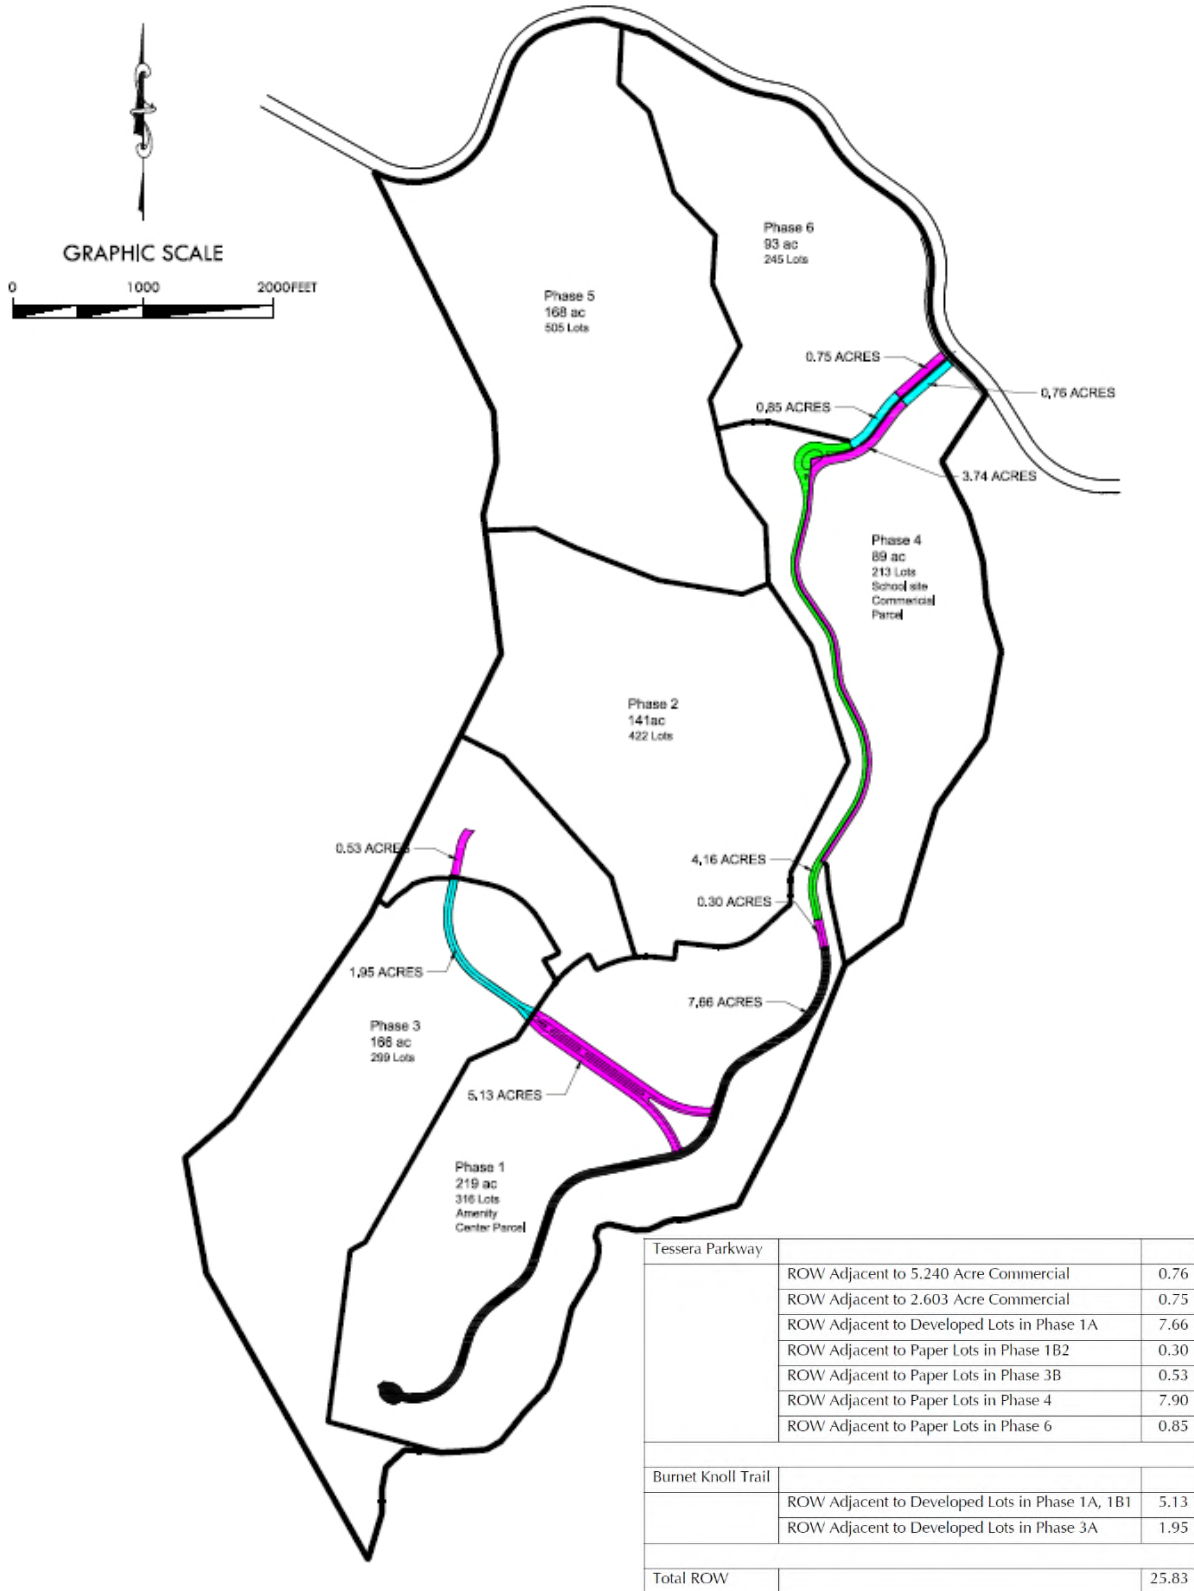 GRAPHIC SCALE
0 1000 2000FEET
Phase 6
93 ac
245 Lots
Phase 5
168 ac
505 Lots
0.75 ACRES
0.76 ACRES
0.85 ACRES
3.74 ACRES
Phase 4
89 ac
213 Lots
School site
Commericial
Parcel
Phase 2
141ac
422 Lots
0.53 ACRES
4.16 ACRES
0.30 ACRES
1.95 ACRES
7.66 ACRES
Phase 3
166 ac
299 Lots
5.13 ACRES
Phase 1
219 ac
316 Lots
Amenity
Center Parcel
Tessera Parkway
ROW Adjacent to 5.240 Acre Commercial 0.76
ROW Adjacent to 2.603 Acre Commercial 0.75
ROW Adjacent to Developed Lots in Phase 1A 7.66
ROW Adjacent to Paper Lots in Phase 1B2 0.30
ROW Adjacent to Paper Lots in Phase 3B 0.53
ROW Adjacent to Paper Lots in Phase 4 7.90
ROW Adjacent to Paper Lots in Phase 6 0.85
Burnet Knoll Trail
ROW Adjacent to Developed Lots in Phase 1A, 1B1 5.13
ROW Adjacent to Developed Lots in Phase 3A 1.95
Total ROW 25.83